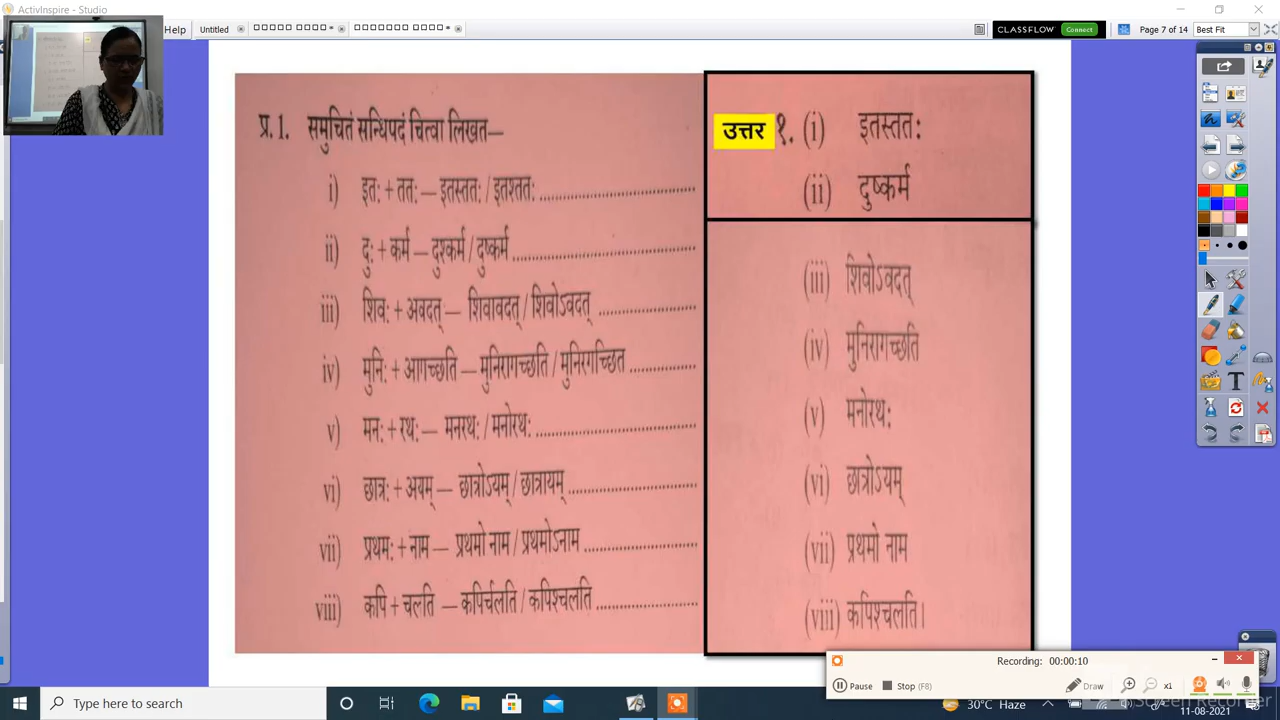 ActivInspire - Studio
Help
Untitled
CLASSFLOW
Connect
Page 7 of 14
Best Fit
प्र. 1. समुचितं सन्धिपदं चित्वा लिखत—
i) इतः + ततः — इतस्ततः / इतश्ततः
ii) दुः + कर्म — दुश्कर्म / दुष्कर्म
iii) शिवः + अवदत् — शिवावदत् / शिवोऽवदत्
iv) मुनिः + आगच्छति — मुनिरागच्छति / मुनिरगच्छित
v) मनः + रथः — मनरथः / मनोरथः
vi) छात्रः + अयम् — छात्रोऽयम् / छात्रायम्
vii) प्रथमः + नाम — प्रथमो नाम / प्रथमोऽनाम
viii) कपि + चलति — कपिर्चलति / कपिश्चलति
उत्तर १. (i) इतस्ततः
(ii) दुष्कर्म
(iii) शिवोऽवदत्
(iv) मुनिरागच्छति
(v) मनोरथः
(vi) छात्रोऽयम्
(vii) प्रथमो नाम
(viii) कपिश्चलति।
Recording: 00:00:10
Pause
Stop (F8)
x1
Draw
Type here to search
30°C Haze
11-08-2021